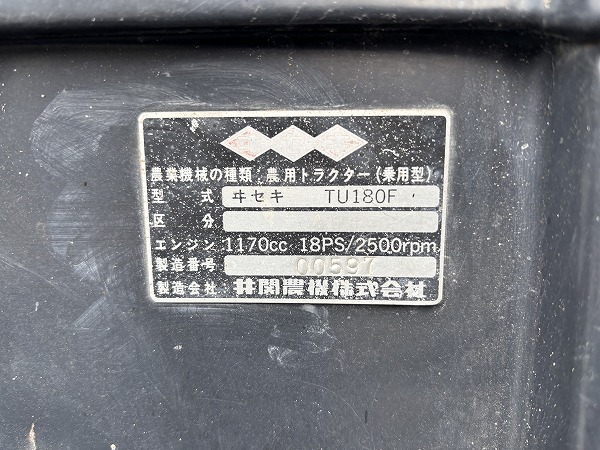 農業機械の種類：農用トラクター(乗用型)
型式 ヰセキ TU180F
区分
エンジン 1170cc 18PS/2500rpm
製造番号 00597
製造会社 井関農機株式会社